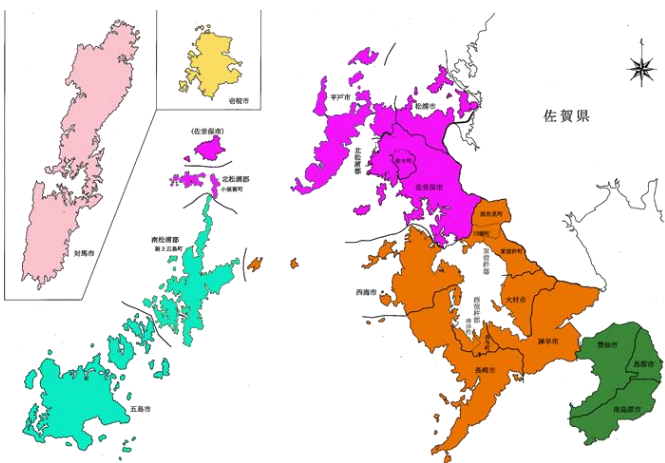 対馬市
壱岐市
(佐世保市)
北松浦郡
小値賀町
南松浦郡
新上五島町
五島市
平戸市
松浦市
北松浦郡
佐々町
佐世保市
佐賀県
波佐見町
川棚町
東彼杵町
東彼杵郡
西海市
大村市
西彼杵郡
時津町
長与町
諫早市
長崎市
雲仙市
島原市
南島原市